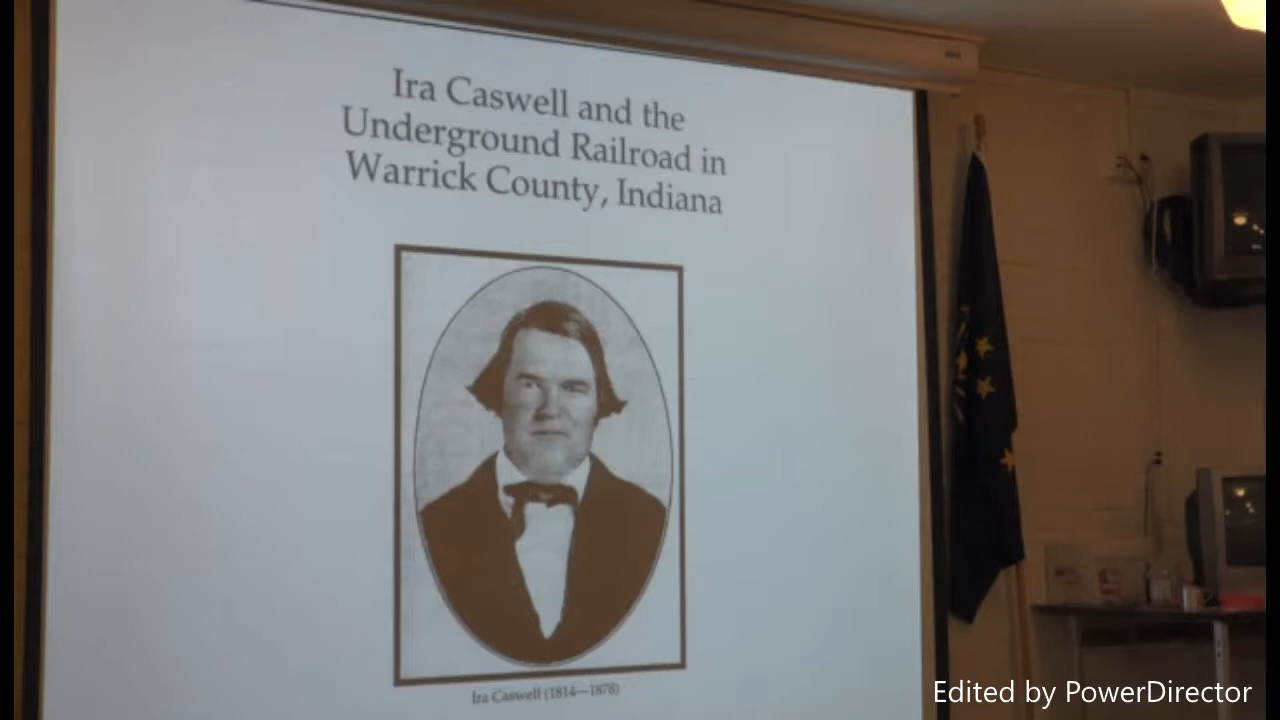 Ira Caswell and the
Underground Railroad in
Warrick County, Indiana
Ira Caswell (1814—1878)
Edited by PowerDirector